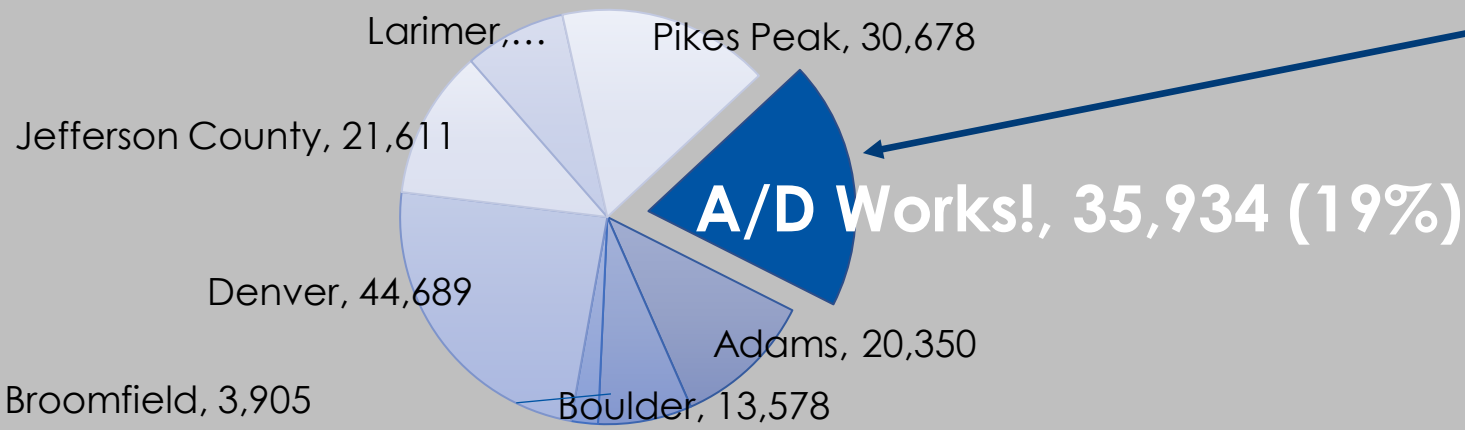 Larimer,…
Pikes Peak, 30,678
Jefferson County, 21,611
A/D Works!, 35,934 (19%)
Denver, 44,689
Adams, 20,350
Broomfield, 3,905
Boulder, 13,578